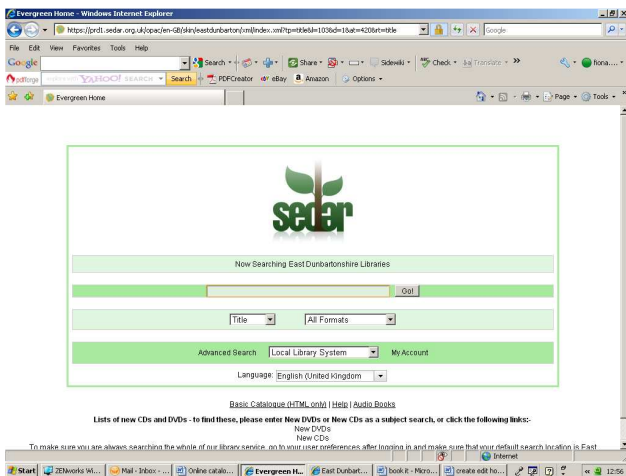 Evergreen Home - Windows Internet Explorer
https://prd1.sedar.org.uk/opac/en-GB/skin/eastdunbarton/xml/index.xml?tp=title&l=103&d=1&at=420&rt=title
Google
File Edit View Favorites Tools Help
Google Search Share Sidewiki Check Translate fiona....
pdfforge YAHOO! SEARCH Search PDFCreator eBay Amazon Options
Evergreen Home Page Tools
sedar
Now Searching East Dunbartonshire Libraries
Go!
Title All Formats
Advanced Search Local Library System My Account
Language: English (United Kingdom
Basic Catalogue (HTML only) | Help | Audio Books
Lists of new CDs and DVDs - to find these, please enter New DVDs or New CDs as a subject search, or click the following links:-
New DVDs
New CDs
To make sure you are always searching the whole of our library service, go to your user preferences after logging in and make sure that your default search location is East
Internet
Start ZENworks Wi... Mail - Inbox - ... Online catalo... Evergreen H... East Dunbart... book it - Micro... create edit ho... 12:56